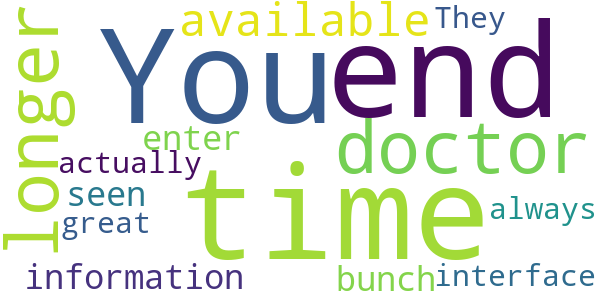 available
They
You
end
longer
enter
doctor
actually
time
seen
always
great
information
bunch
interface